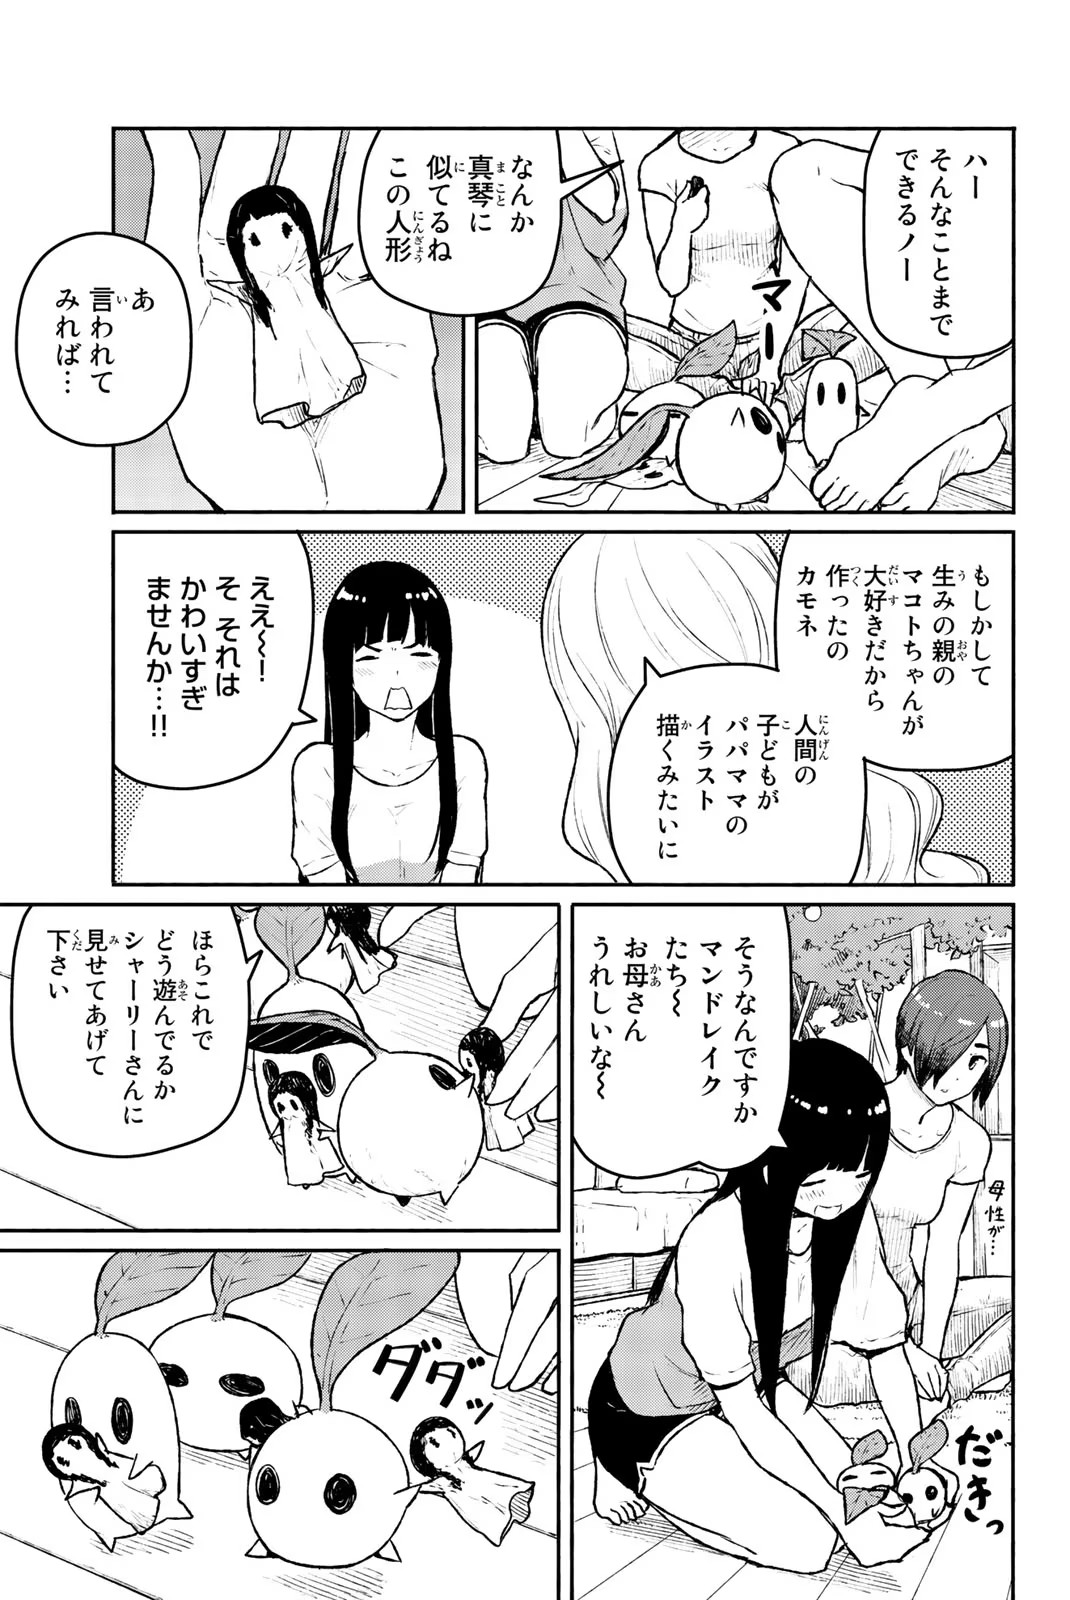 ハー
そんなことまで
できるノー
マー
なんか
真琴に
似てるね
この人形
あ
言われて
みれば…
もしかして
生みの親の
マコトちゃんが
大好きだから
作ったの
カモネ
人間の
子どもが
パパママの
イラスト
描くみたいに
ええ〜！
そ それは
かわいすぎ
ませんか…!!
そうなんですか
マンドレイク
たち〜
お母さん
うれしいな〜
母性が…
だきっ
ほらこれで
どう遊んでるか
シャーリーさんに
見せてあげて
下さい
ダダッ